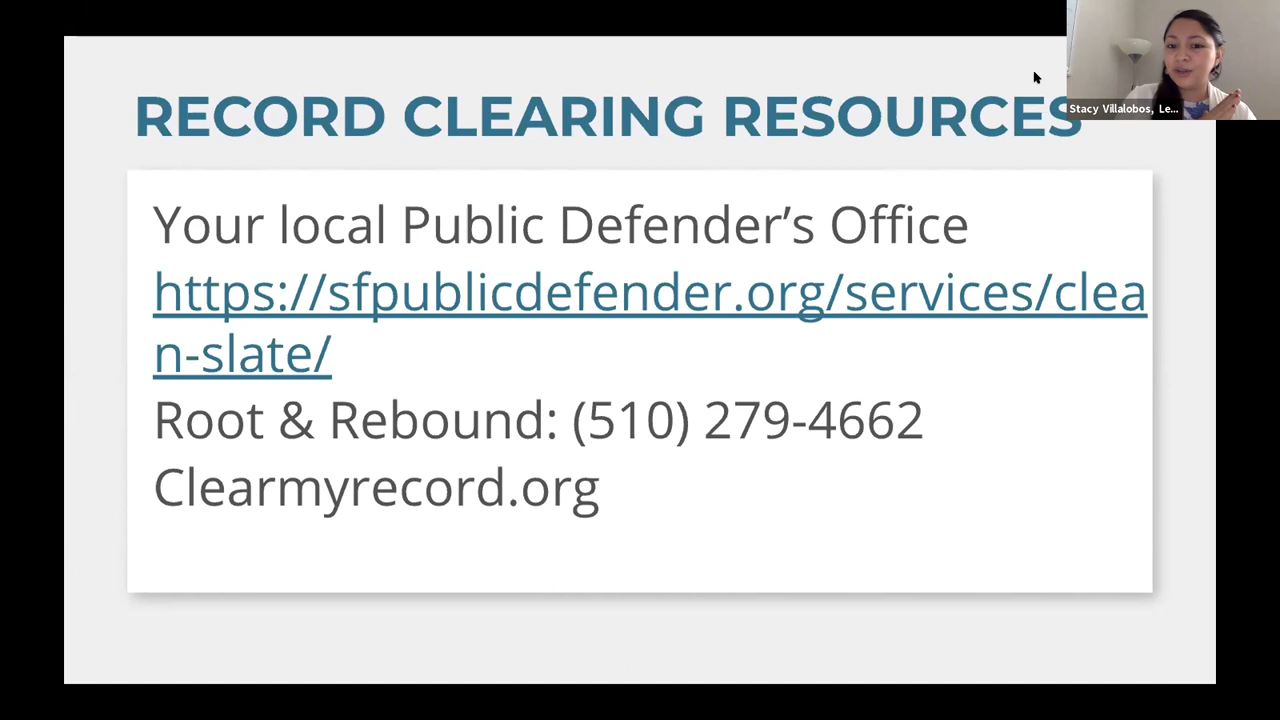 RECORD CLEARING RESOURCES
Stacy Villalobos, Le...
Your local Public Defender’s Office
https://sfpublicdefender.org/services/clea
n-slate/
Root & Rebound: (510) 279-4662
Clearmyrecord.org